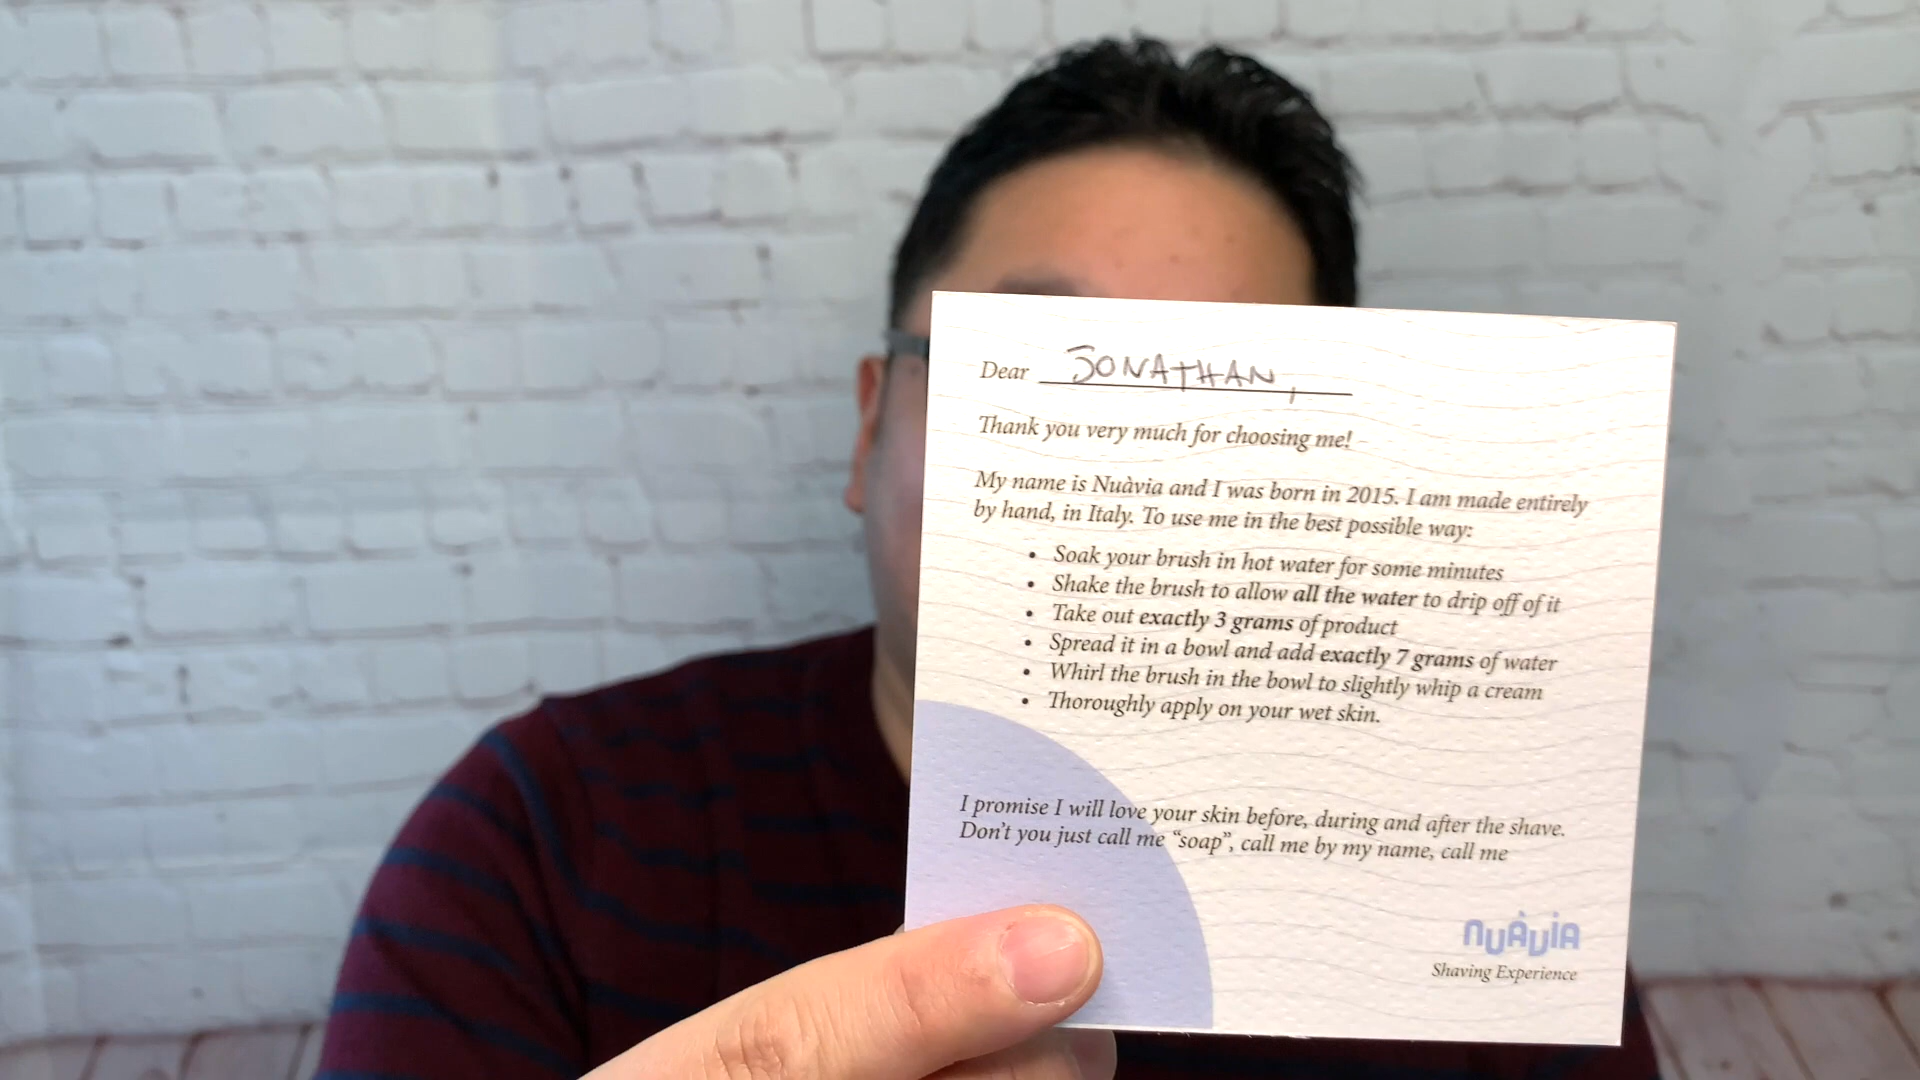 Dear JONATHAN,
Thank you very much for choosing me!
My name is Nuàvia and I was born in 2015. I am made entirely
by hand, in Italy. To use me in the best possible way:
• Soak your brush in hot water for some minutes
• Shake the brush to allow all the water to drip off of it
• Take out exactly 3 grams of product
• Spread it in a bowl and add exactly 7 grams of water
• Whirl the brush in the bowl to slightly whip a cream
• Thoroughly apply on your wet skin.
I promise I will love your skin before, during and after the shave.
Don't you just call me “soap”, call me by my name, call me
NUÀVIA
Shaving Experience